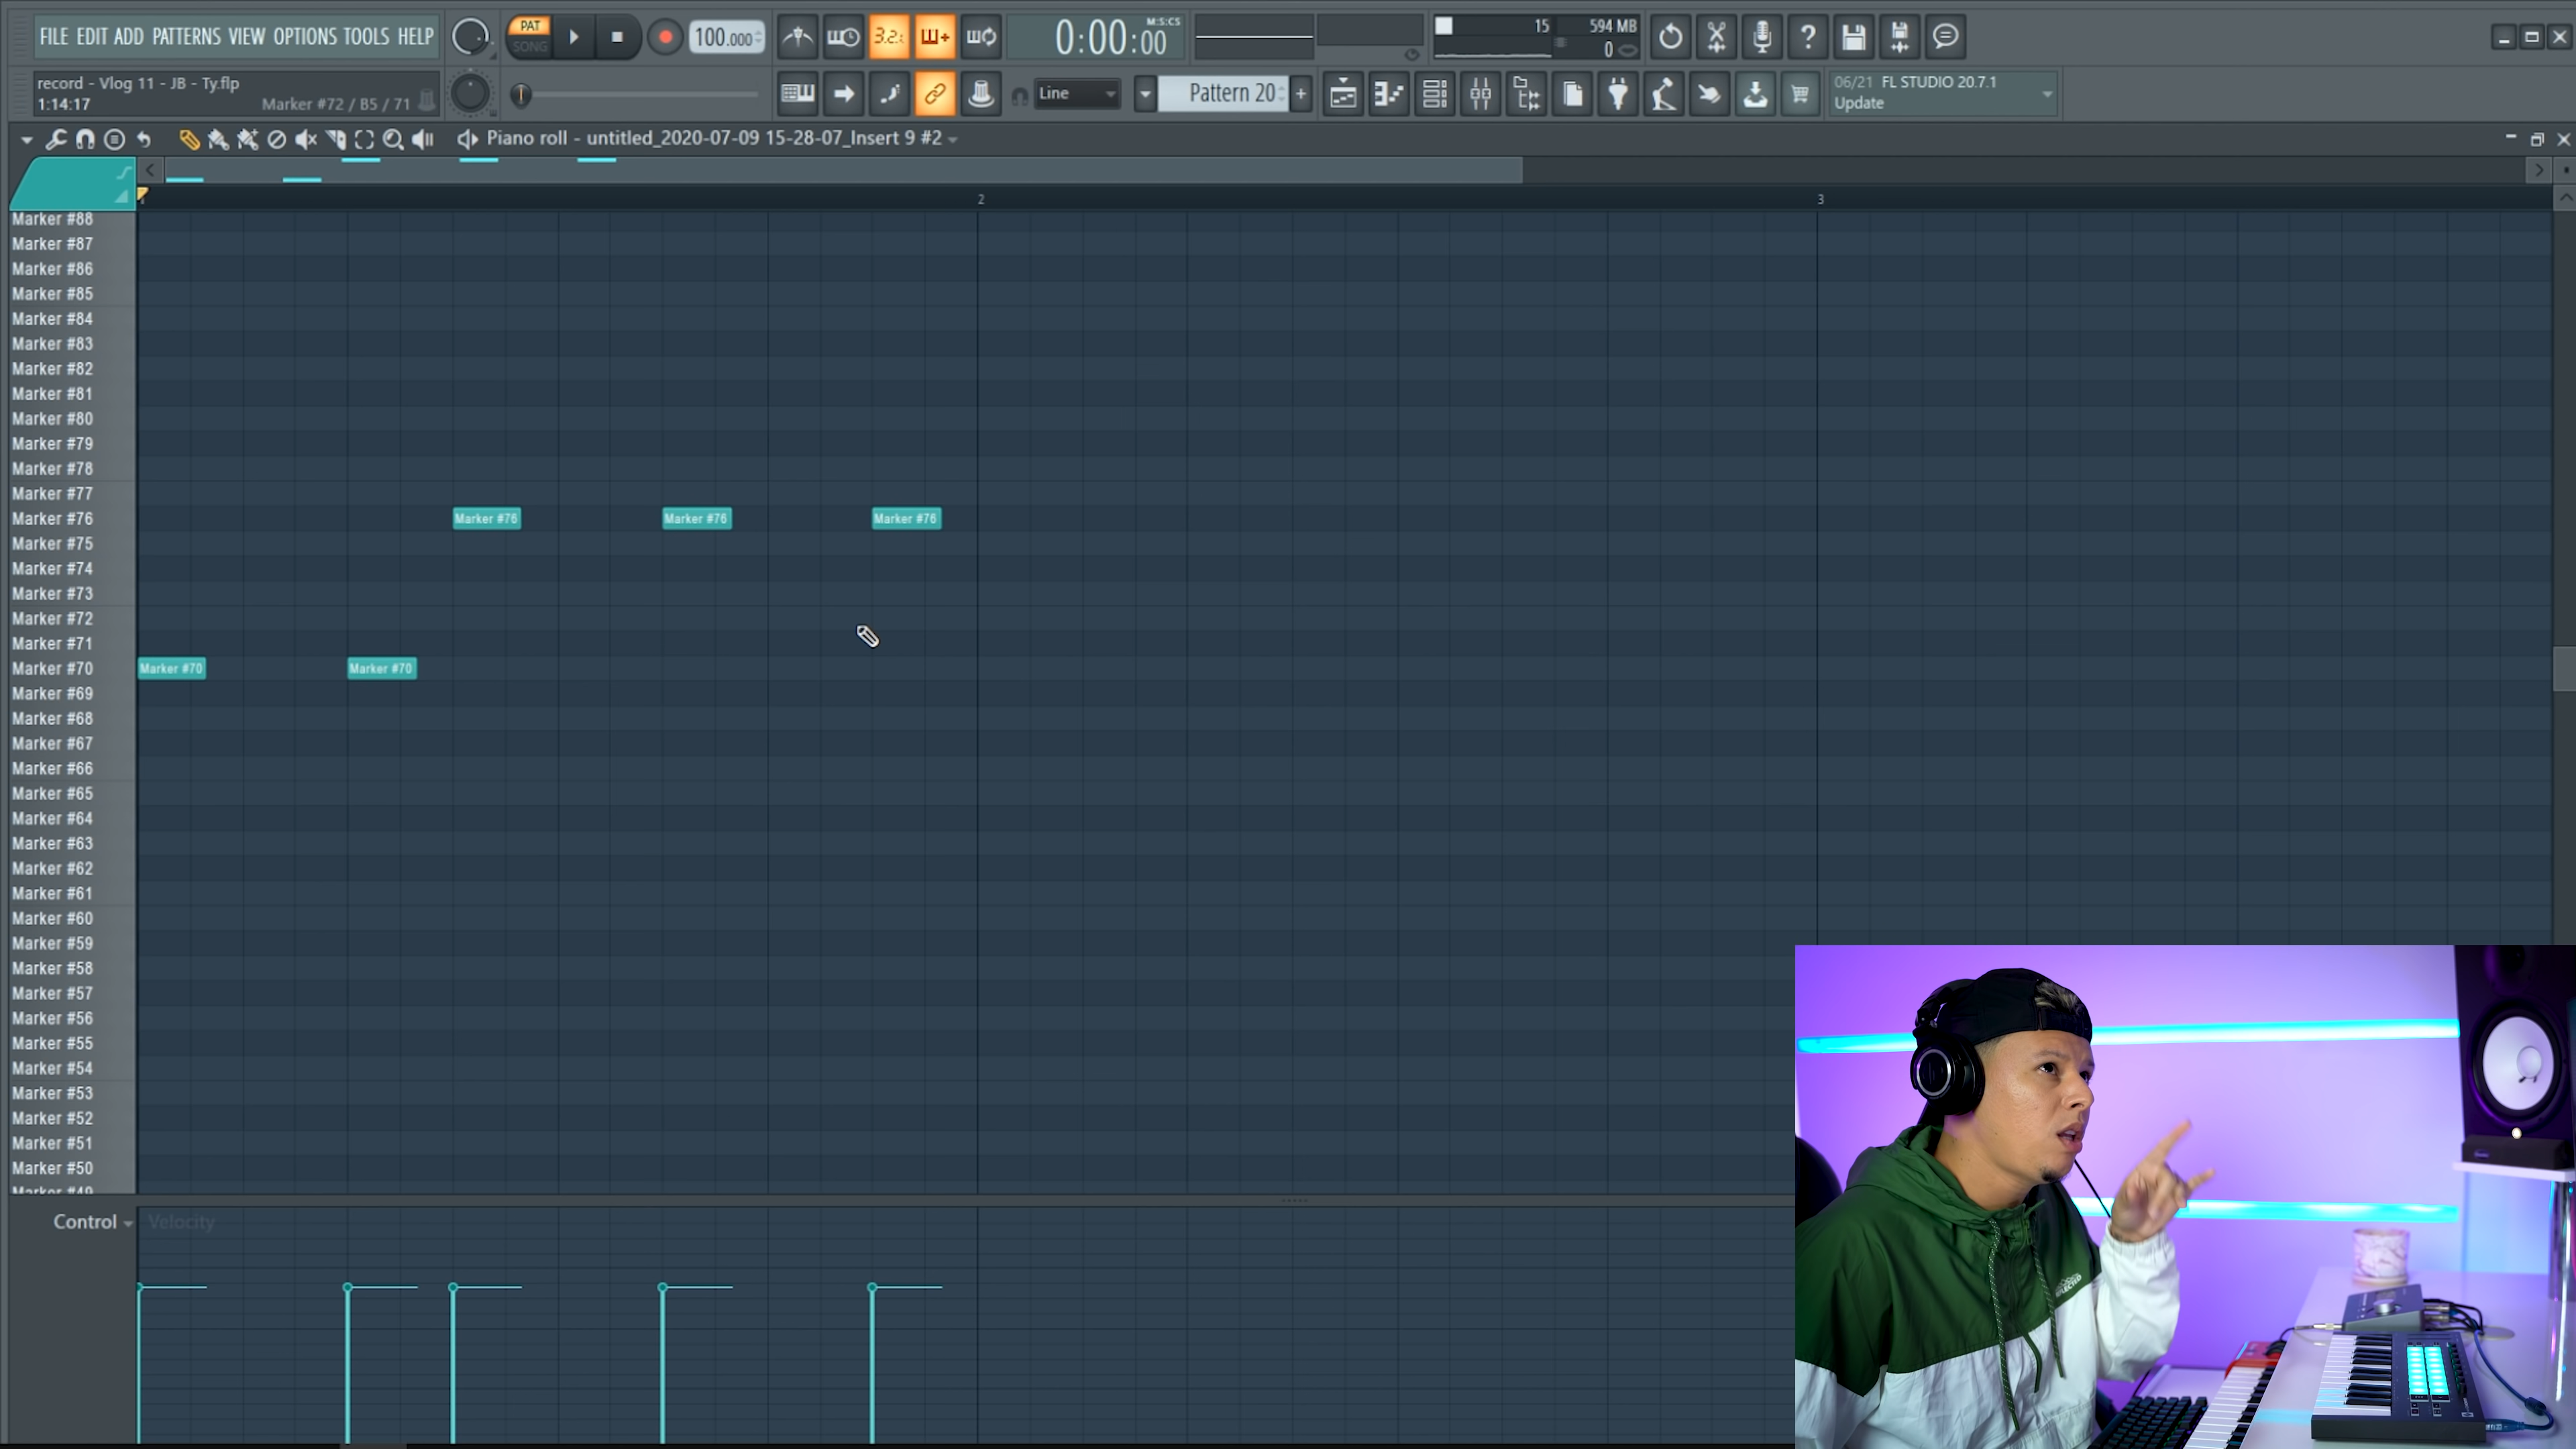 FILE EDIT ADD PATTERNS VIEW OPTIONS TOOLS HELP
PAT
SONG
100.000
3.2.
0:00:00
M:S:CS
15
594 MB
0
record - Vlog 11 - JB - Ty.flp
1:14:17
Marker #72 / B5 / 71
Line
Pattern 20
06/21 FL STUDIO 20.7.1
Update
Piano roll - untitled_2020-07-09 15-28-07_Insert 9 #2
2
3
Marker #88
Marker #87
Marker #86
Marker #85
Marker #84
Marker #83
Marker #82
Marker #81
Marker #80
Marker #79
Marker #78
Marker #77
Marker #76
Marker #76
Marker #76
Marker #76
Marker #75
Marker #74
Marker #73
Marker #72
Marker #71
Marker #70
Marker #70
Marker #70
Marker #69
Marker #68
Marker #67
Marker #66
Marker #65
Marker #64
Marker #63
Marker #62
Marker #61
Marker #60
Marker #59
Marker #58
Marker #57
Marker #56
Marker #55
Marker #54
Marker #53
Marker #52
Marker #51
Marker #50
Marker #49
Control
Velocity